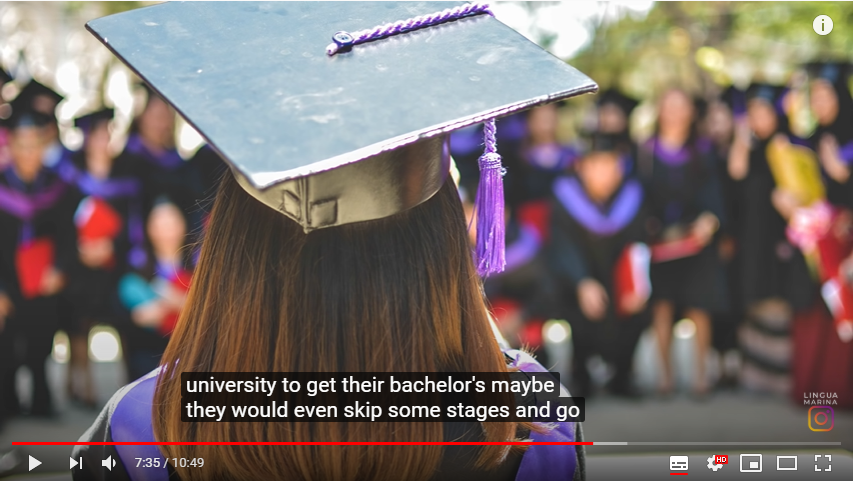 university to get their bachelor's maybe
they would even skip some stages and go
LINGUA
MARINA
7:35 / 10:49
HD